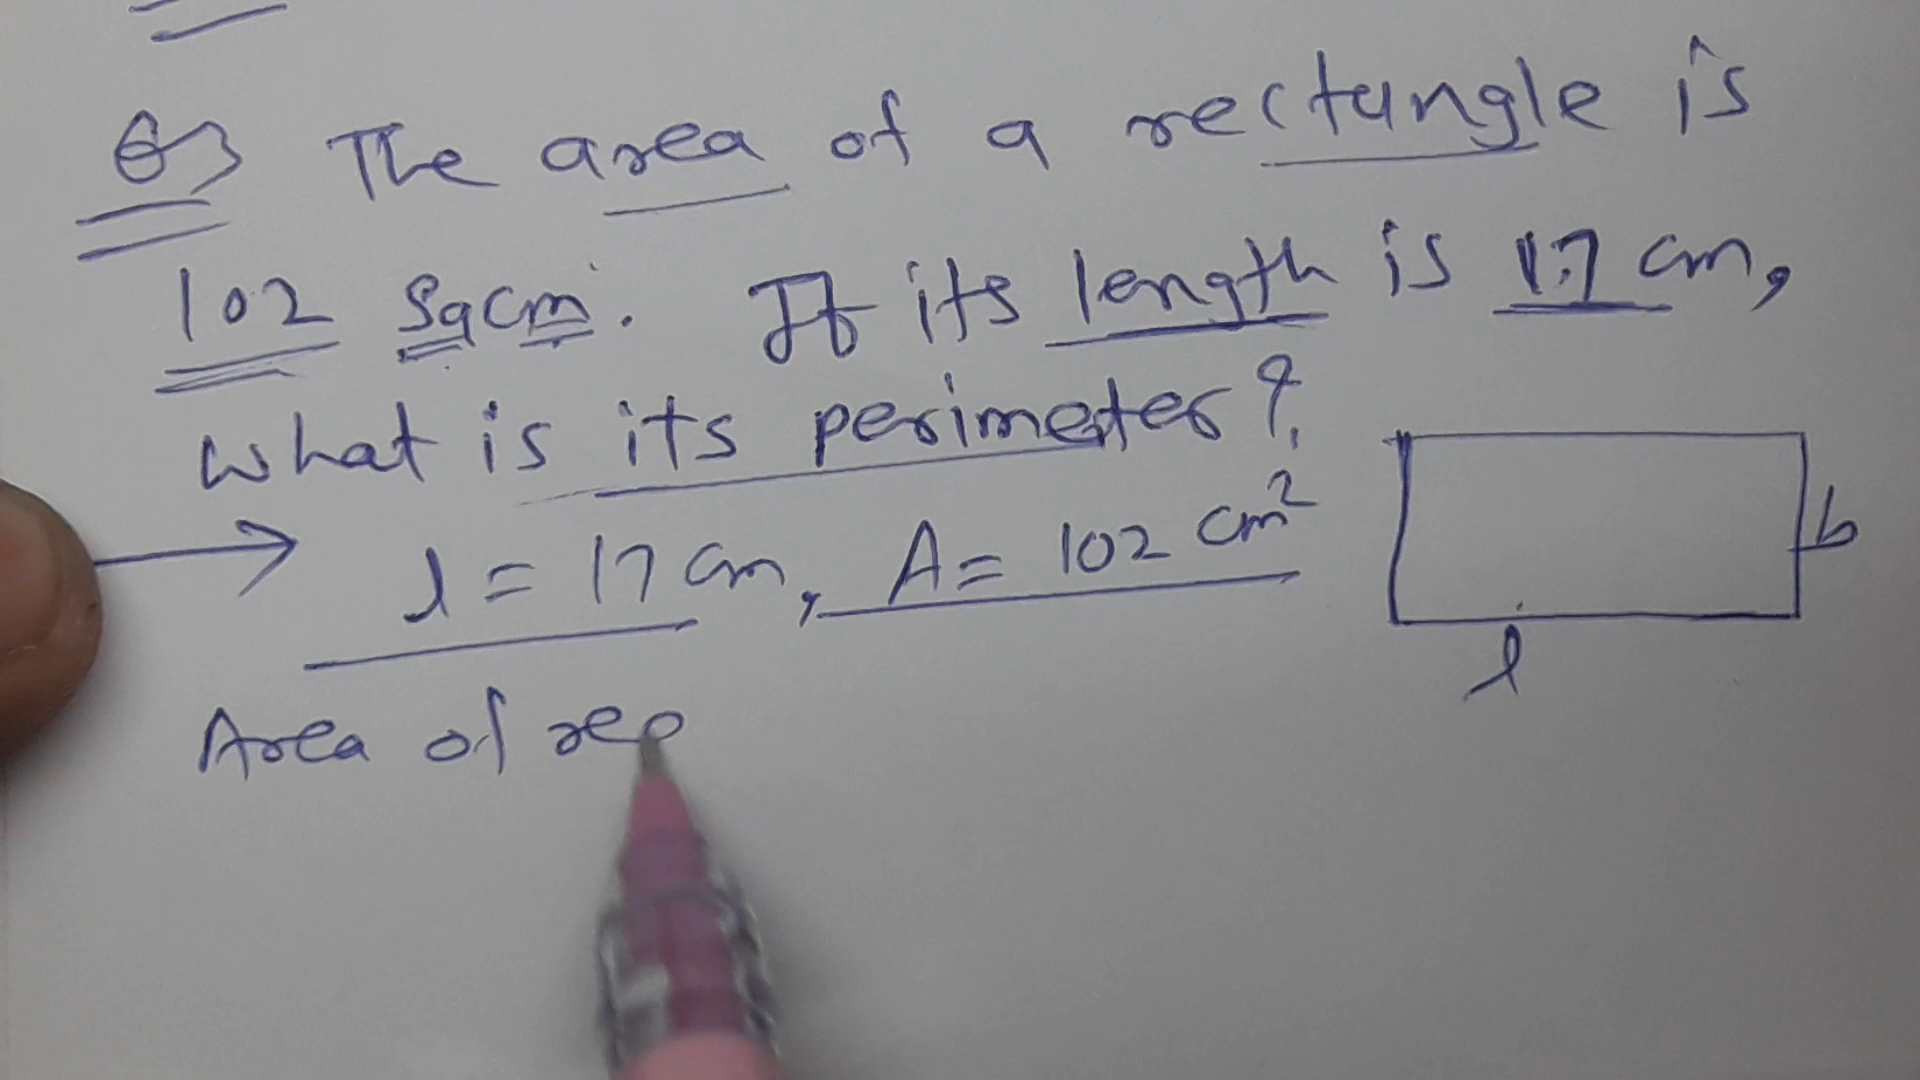 Q3 The area of a rectangle is
102 Sqcm. If its length is 17 cm,
what is its perimeter?
l = 17 cm, A = 102 cm²
b
l
Area of rec